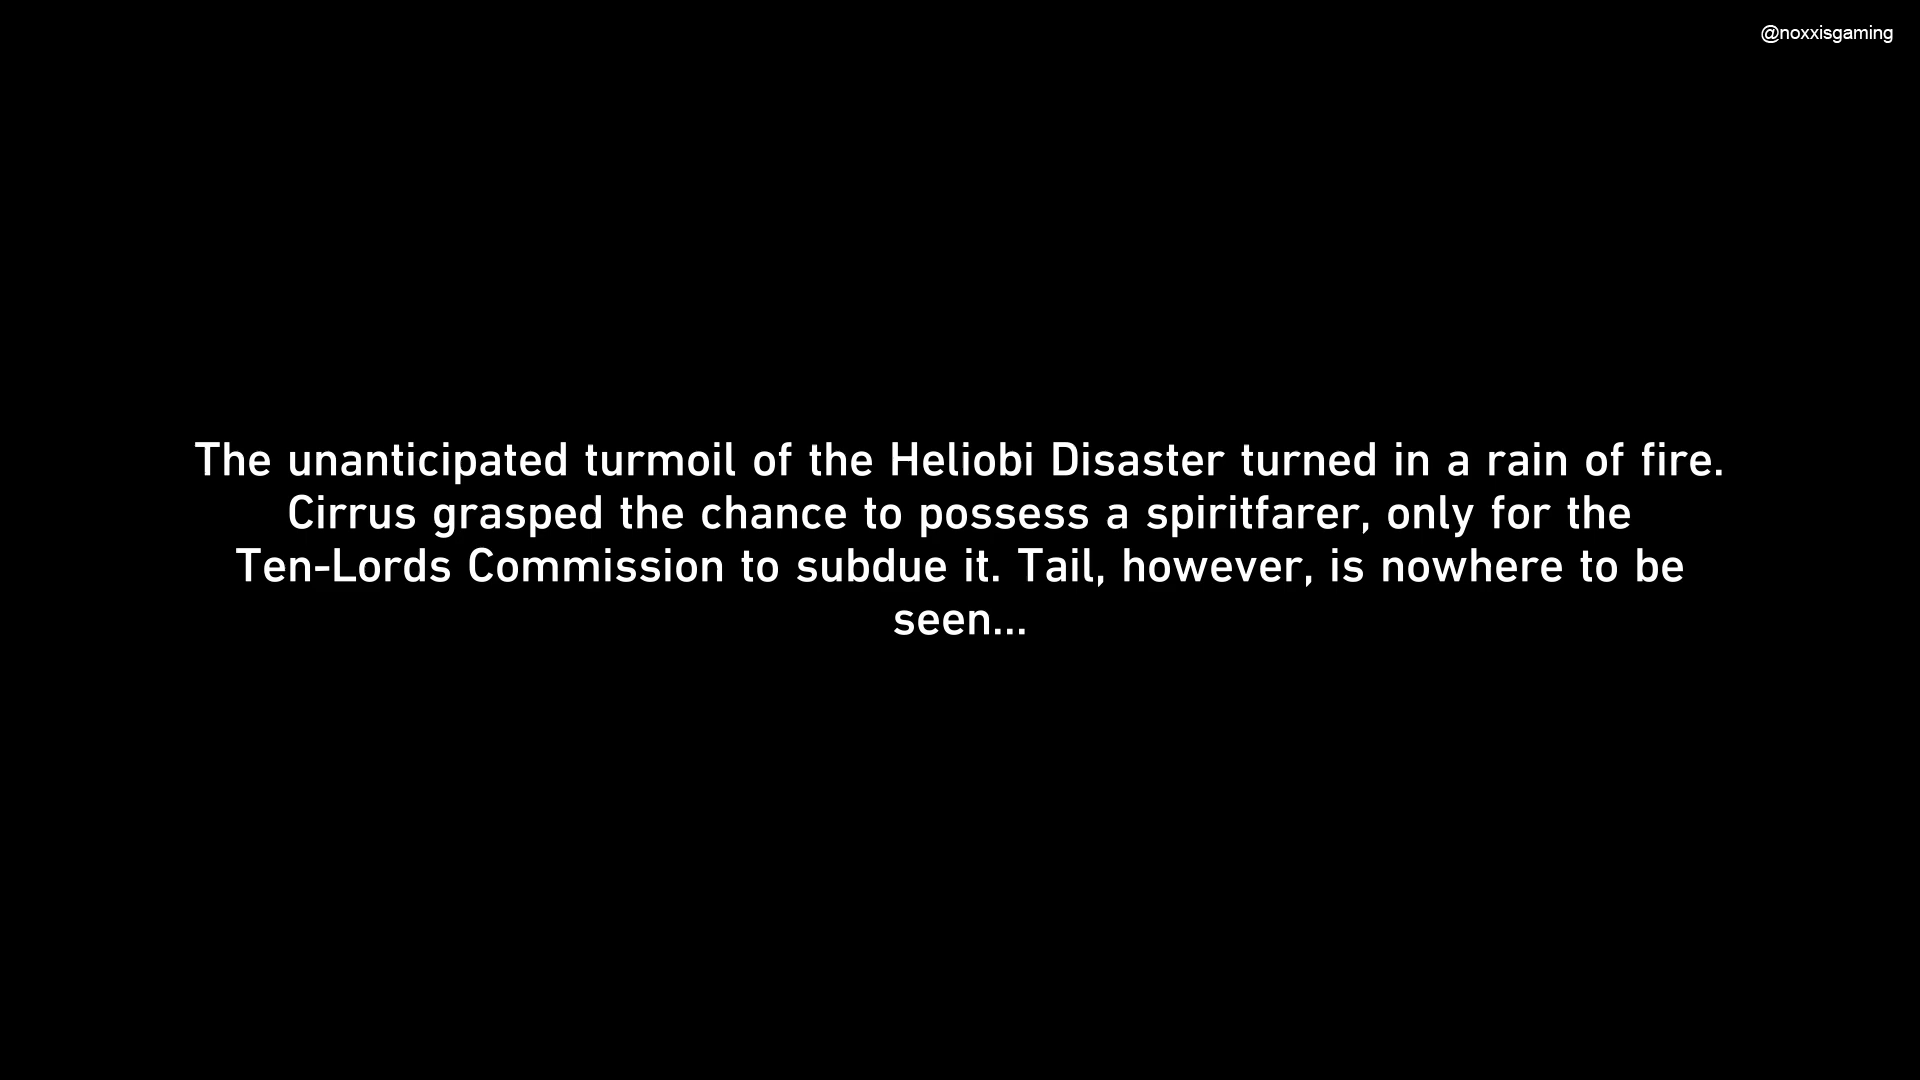 @noxxisgaming
The unanticipated turmoil of the Heliobi Disaster turned in a rain of fire.
Cirrus grasped the chance to possess a spiritfarer, only for the
Ten-Lords Commission to subdue it. Tail, however, is nowhere to be
seen...